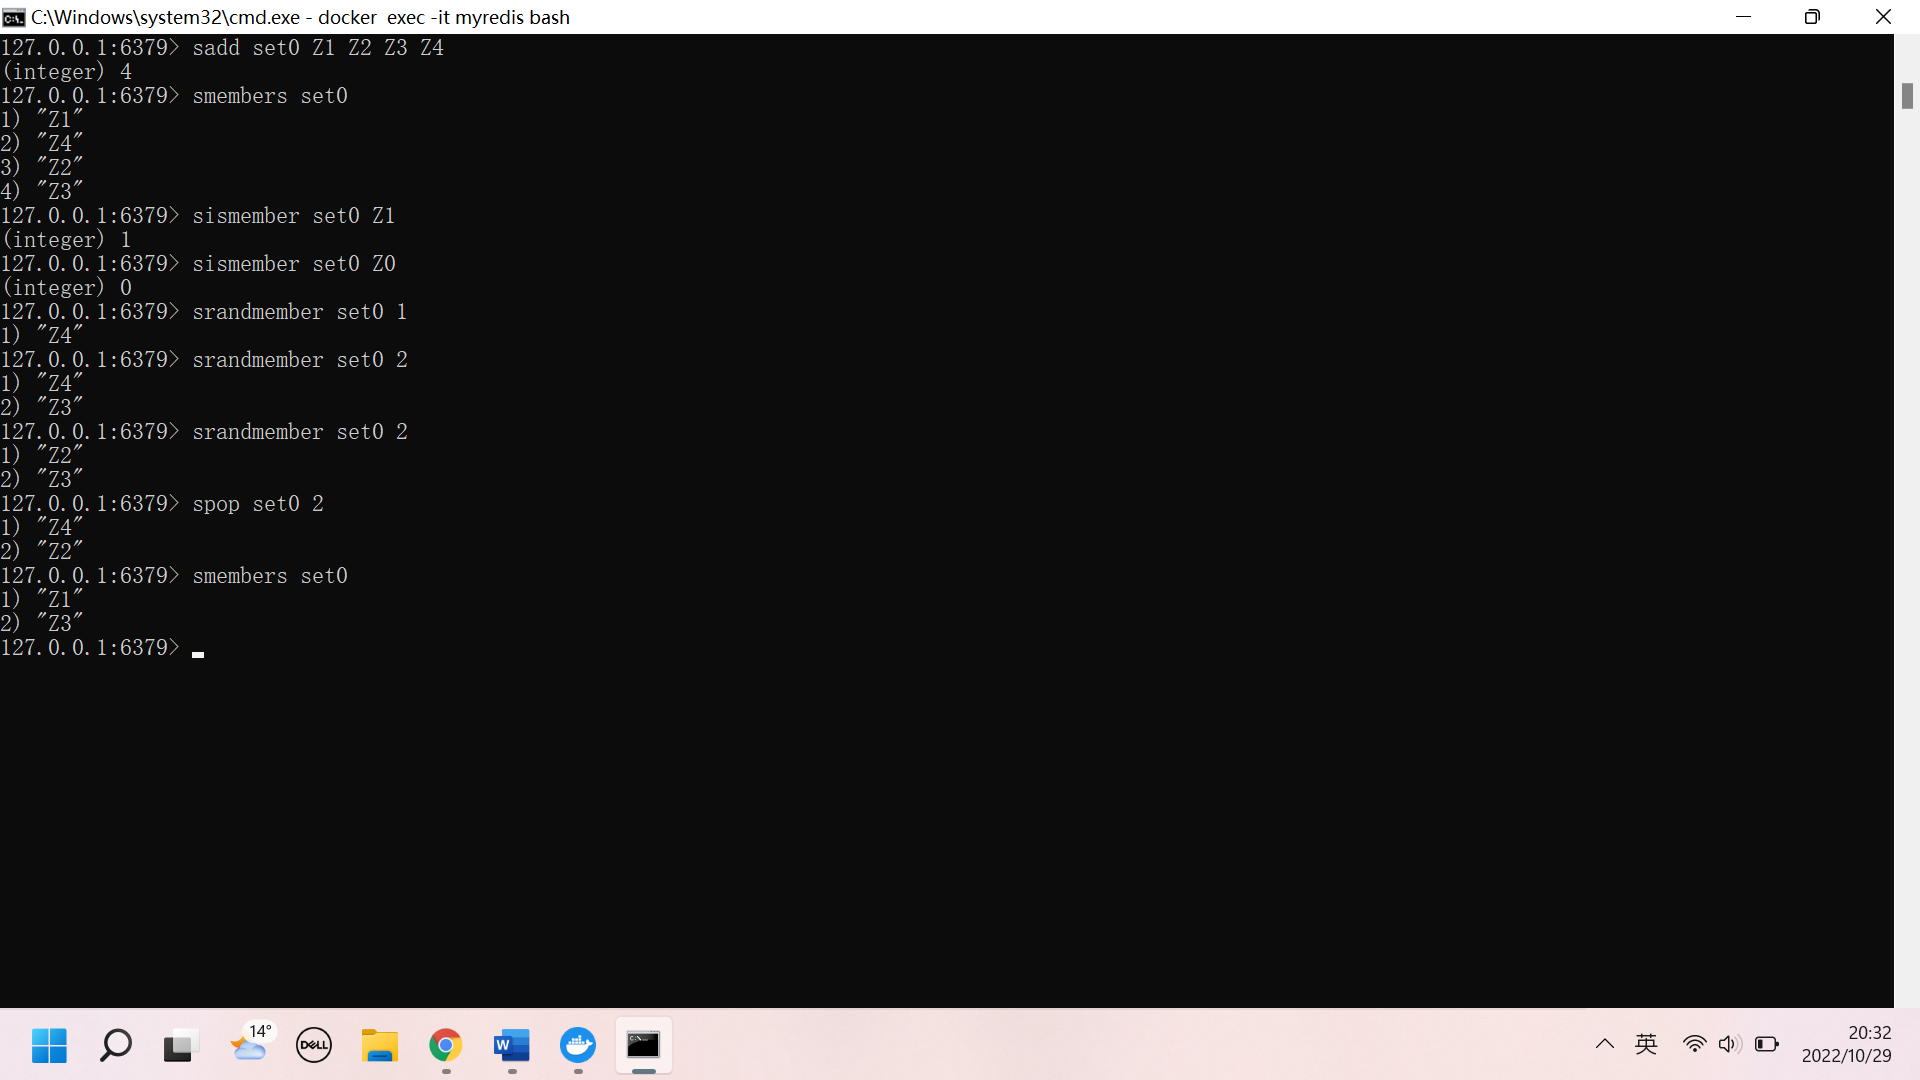 C:\Windows\system32\cmd.exe - docker  exec -it myredis bash
127.0.0.1:6379> sadd set0 Z1 Z2 Z3 Z4
(integer) 4
127.0.0.1:6379> smembers set0
1) "Z1"
2) "Z4"
3) "Z2"
4) "Z3"
127.0.0.1:6379> sismember set0 Z1
(integer) 1
127.0.0.1:6379> sismember set0 Z0
(integer) 0
127.0.0.1:6379> srandmember set0 1
1) "Z4"
127.0.0.1:6379> srandmember set0 2
1) "Z4"
2) "Z3"
127.0.0.1:6379> srandmember set0 2
1) "Z2"
2) "Z3"
127.0.0.1:6379> spop set0 2
1) "Z4"
2) "Z2"
127.0.0.1:6379> smembers set0
1) "Z1"
2) "Z3"
127.0.0.1:6379>
14°
DELL
W
英
20:32
2022/10/29